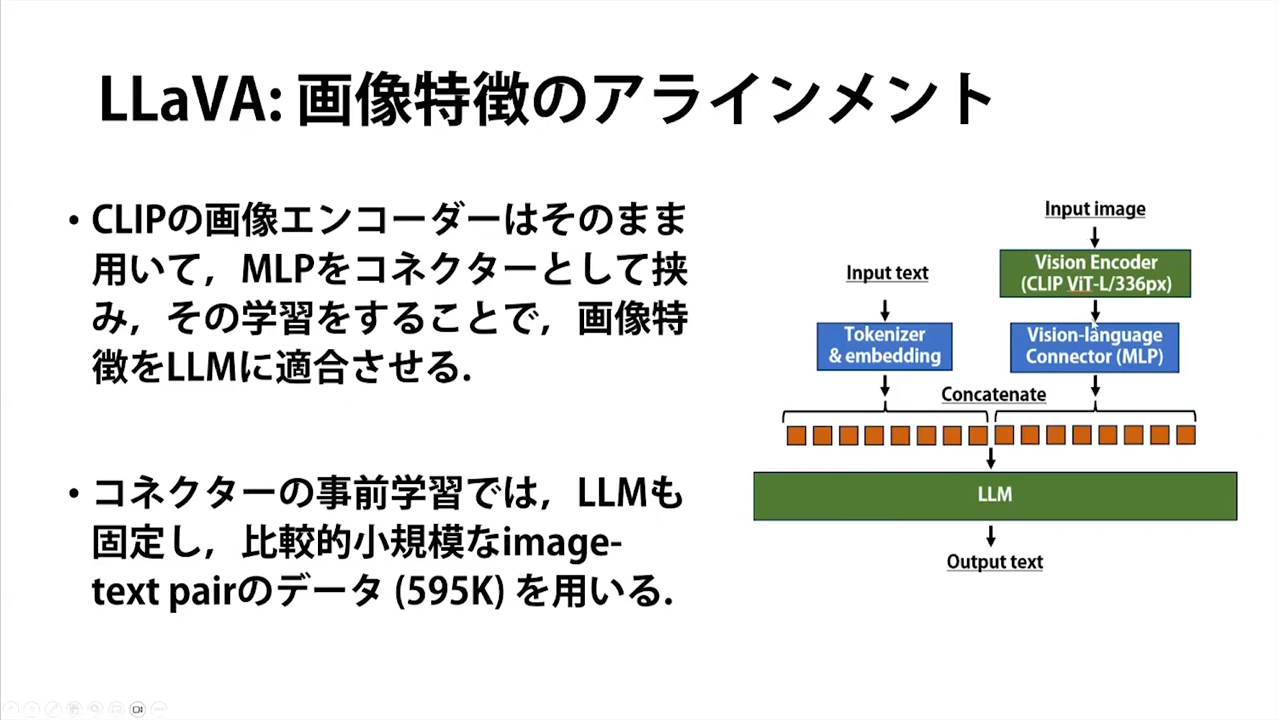 LLaVA: 画像特徴のアラインメント
• CLIPの画像エンコーダーはそのまま
用いて，MLPをコネクターとして挟
み，その学習をすることで，画像特
徴をLLMに適合させる.
• コネクターの事前学習では，LLMも
固定し，比較的小規模なimage-
text pairのデータ (595K) を用いる.
Input image
Vision Encoder
(CLIP ViT-L/336px)
Input text
Tokenizer
& embedding
Vision-language
Connector (MLP)
Concatenate
LLM
Output text